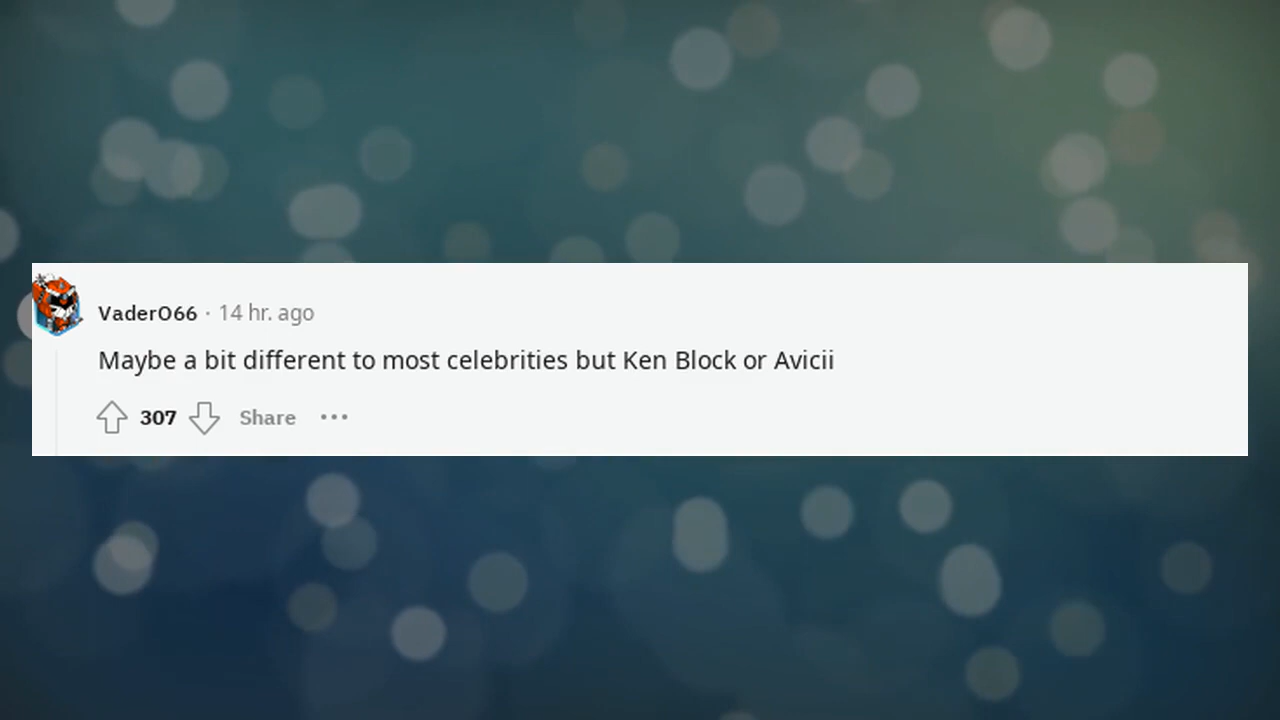 VaderO66 · 14 hr. ago
Maybe a bit different to most celebrities but Ken Block or Avicii
307 Share ···